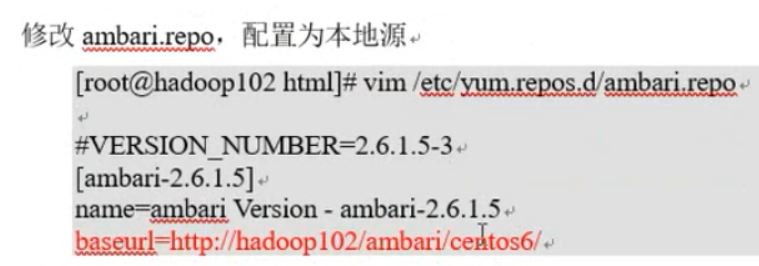 修改 ambari.repo，配置为本地源
[root@hadoop102 html]# vim /etc/yum.repos.d/ambari.repo
#VERSION_NUMBER=2.6.1.5-3
[ambari-2.6.1.5]
name=ambari Version - ambari-2.6.1.5
baseurl=http://hadoop102/ambari/centos6/